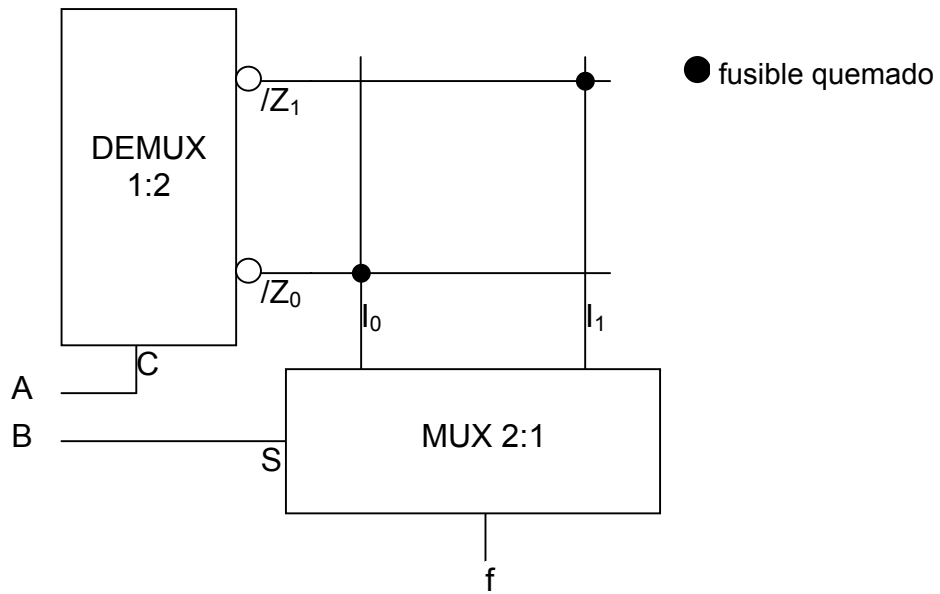 fusible quemado
/Z₁
DEMUX
1:2
/Z₀
I₀
I₁
C
A
B
S
MUX 2:1
f